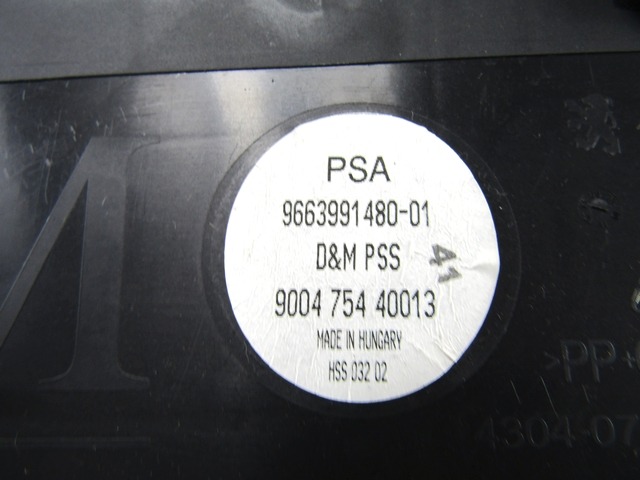 PSA
9663991480-01
D&M PSS
41
9004 754 40013
MADE IN HUNGARY
HSS 032 02
M
>PP+
4304-07